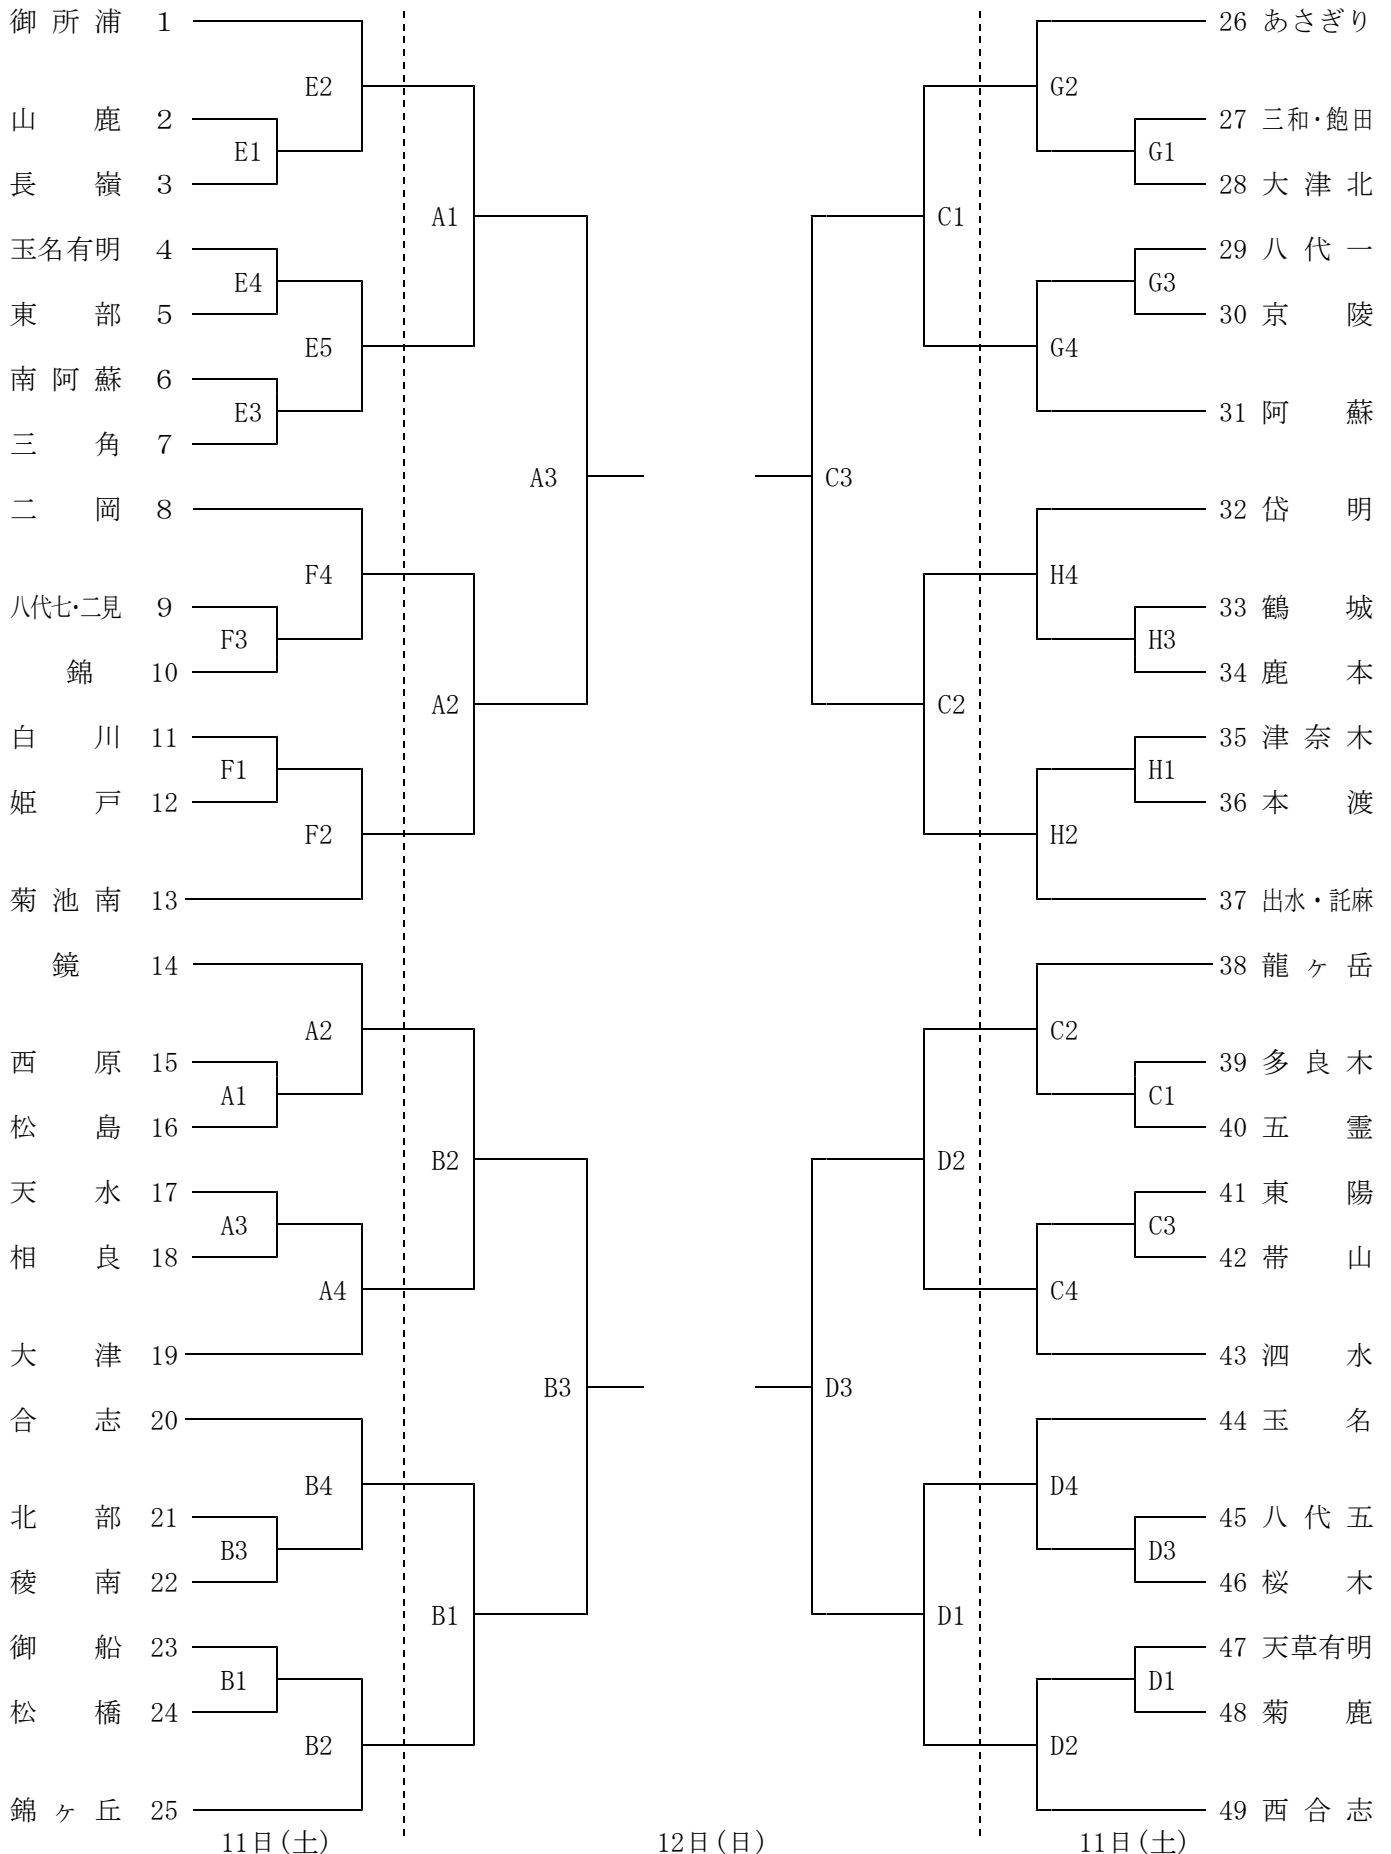 御所浦 1
E2
山鹿 2
E1
長嶺 3
A1
玉名有明 4
E4
東部 5
E5
南阿蘇 6
E3
三角 7
A3
二岡 8
F4
八代七・二見 9
F3
錦 10
A2
白川 11
F1
姫戸 12
F2
菊池南 13
鏡 14
A2
西原 15
A1
松島 16
B2
天水 17
A3
相良 18
A4
大津 19
B3
合志 20
B4
北部 21
B3
稜南 22
B1
御船 23
B1
松橋 24
B2
錦ヶ丘 25
26 あさぎり
G2
27 三和・飽田
G1
28 大津北
C1
29 八代一
G3
30 京陵
G4
31 阿蘇
C3
32 岱明
H4
33 鶴城
H3
34 鹿本
C2
35 津奈木
H1
36 本渡
H2
37 出水・託麻
38 龍ヶ岳
C2
39 多良木
C1
40 五霊
D2
41 東陽
C3
42 帯山
C4
43 泗水
D3
44 玉名
D4
45 八代五
D3
46 桜木
D1
47 天草有明
D1
48 菊鹿
D2
49 西合志
11日(土)
12日(日)
11日(土)